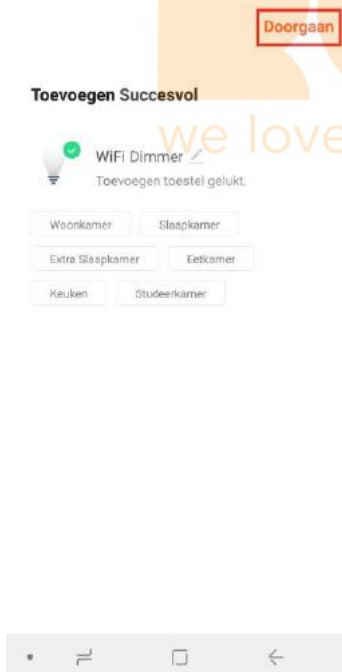 Doorgaan
Toevoegen Succesvol
we love
WiFi Dimmer
Toevoegen toestel gelukt.
Woonkamer Slaapkamer
Extra Slaapkamer Eetkamer
Keuken Studeerkamer